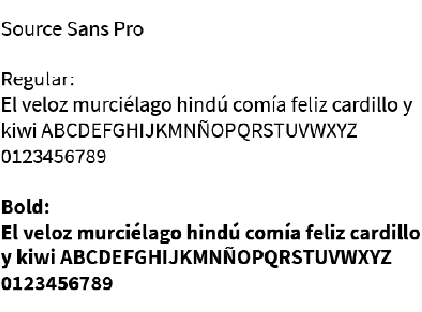 Source Sans Pro
Regular:
El veloz murciélago hindú comía feliz cardillo y
kiwi ABCDEFGHIJKMNÑOPQRSTUVWXYZ
0123456789
Bold:
El veloz murciélago hindú comía feliz cardillo
y kiwi ABCDEFGHIJKMNÑOPQRSTUVWXYZ
0123456789